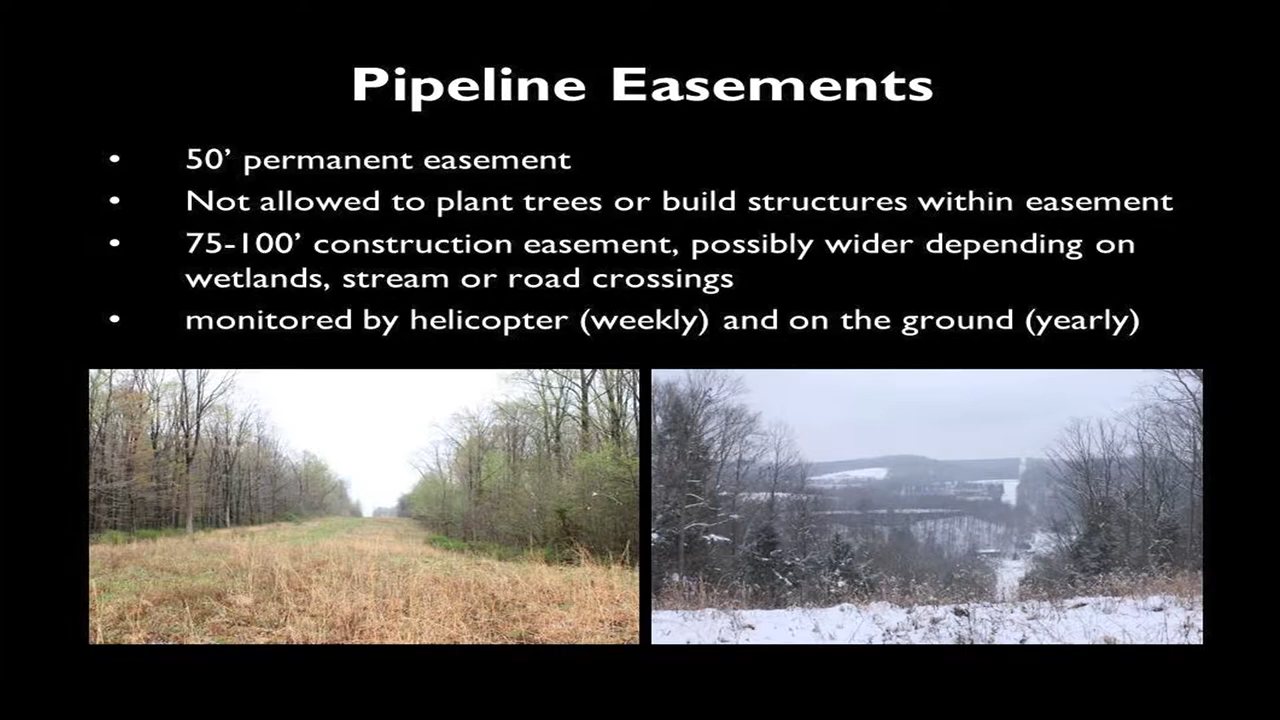 Pipeline Easements
• 50’ permanent easement
• Not allowed to plant trees or build structures within easement
• 75-100’ construction easement, possibly wider depending on
wetlands, stream or road crossings
• monitored by helicopter (weekly) and on the ground (yearly)